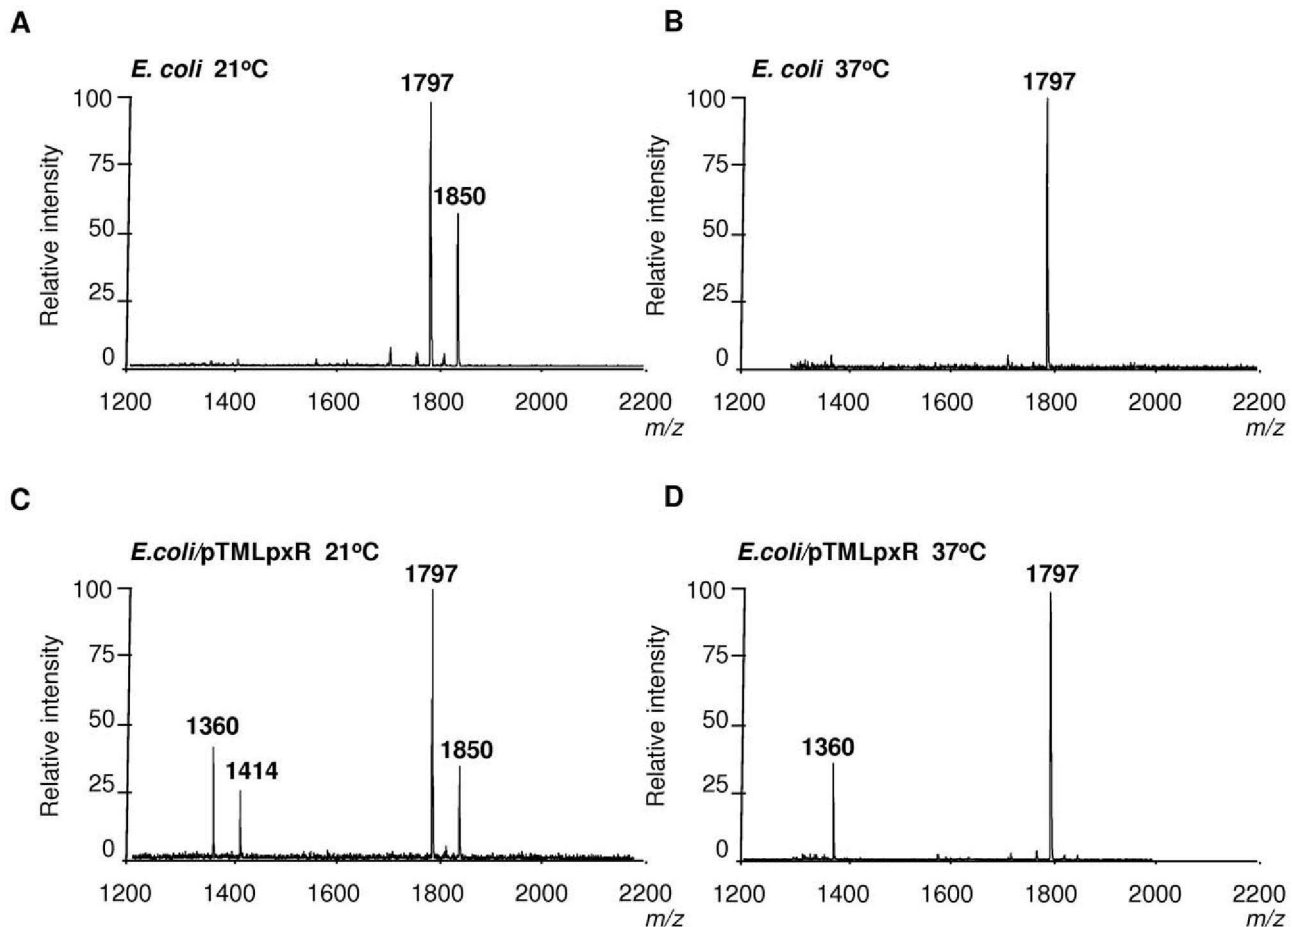 A
E. coli 21°C
1797
1850
100
75
50
25
0
Relative intensity
1200 1400 1600 1800 2000 2200
m/z
B
E. coli 37°C
1797
100
75
50
25
0
Relative intensity
1200 1400 1600 1800 2000 2200
m/z
C
E.coli/pTMLpxR 21°C
1797
1360
1414
1850
100
75
50
25
0
Relative intensity
1200 1400 1600 1800 2000 2200
m/z
D
E.coli/pTMLpxR 37°C
1797
1360
100
75
50
25
0
Relative intensity
1200 1400 1600 1800 2000 2200
m/z